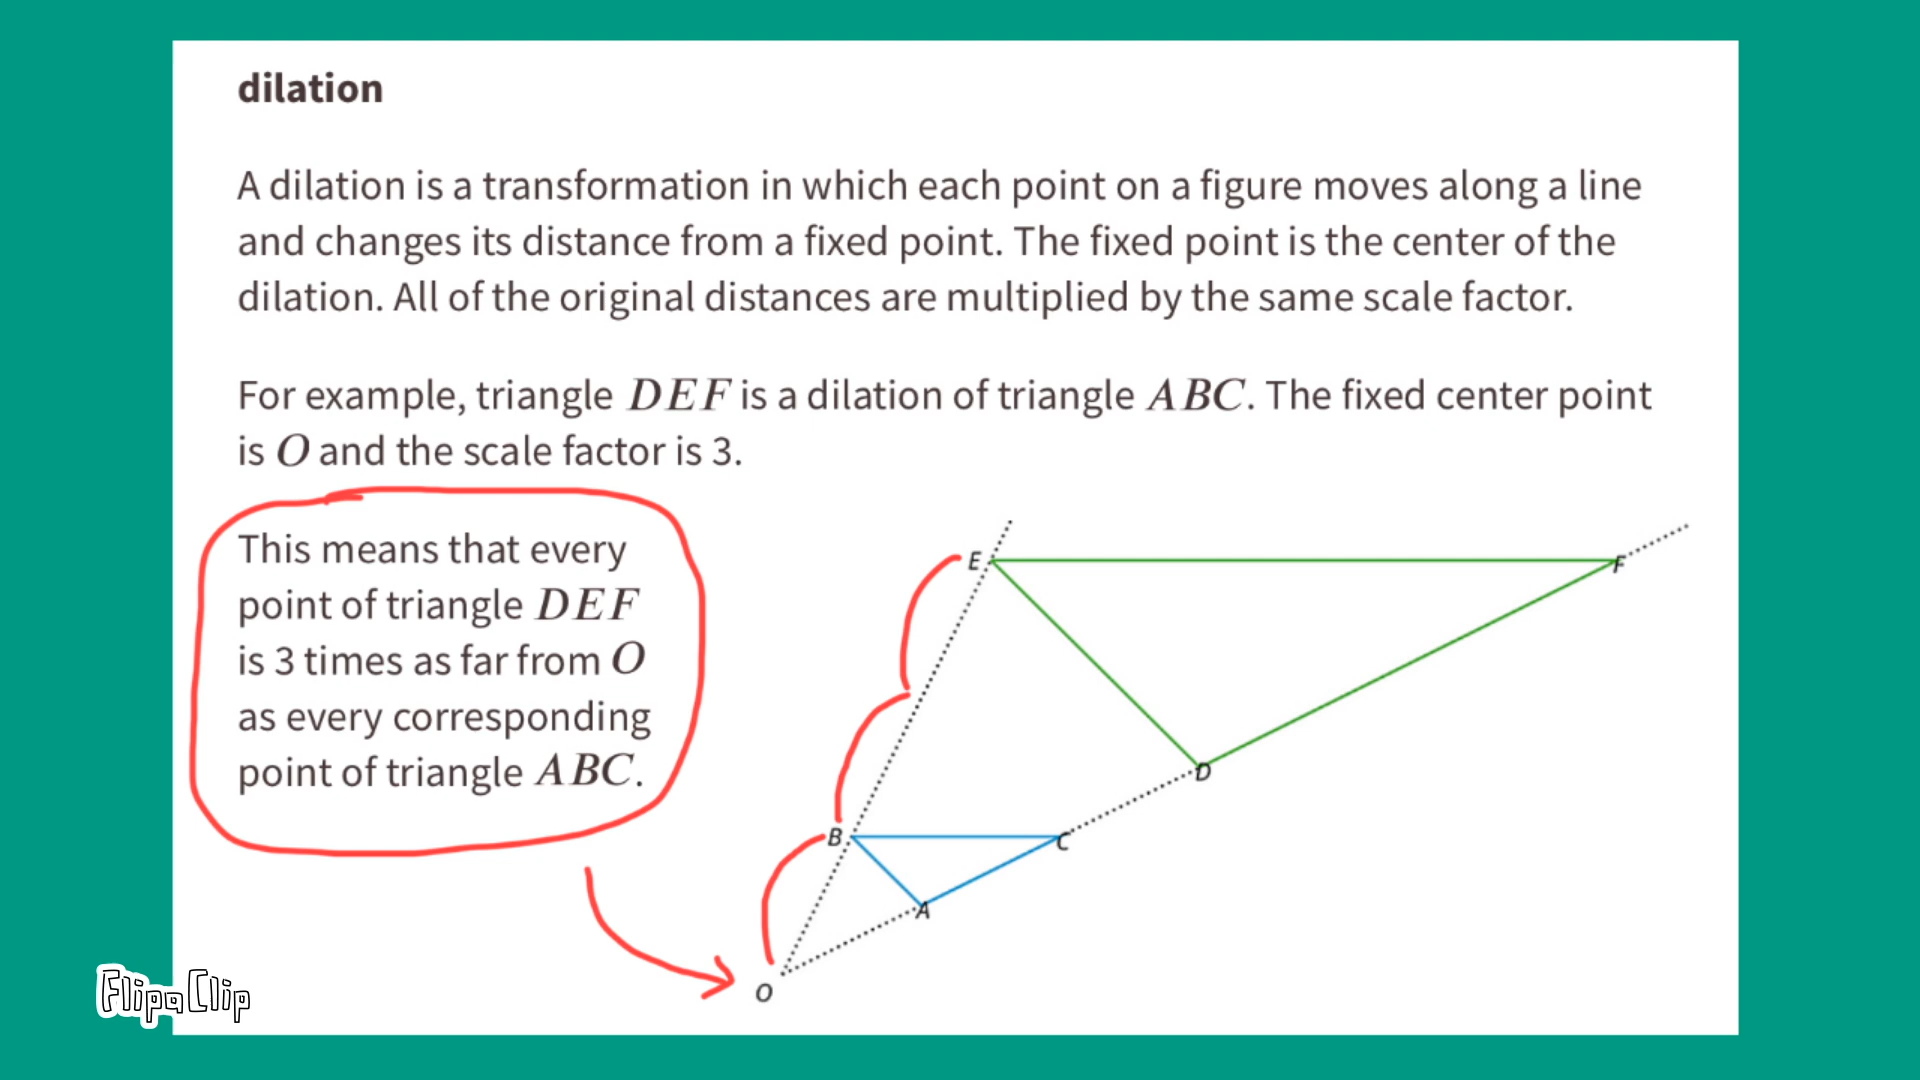 dilation
A dilation is a transformation in which each point on a figure moves along a line
and changes its distance from a fixed point. The fixed point is the center of the
dilation. All of the original distances are multiplied by the same scale factor.
For example, triangle DEF is a dilation of triangle ABC. The fixed center point
is O and the scale factor is 3.
This means that every
point of triangle DEF
is 3 times as far from O
as every corresponding
point of triangle ABC.
E
F
D
B
C
A
O
FlipaClip